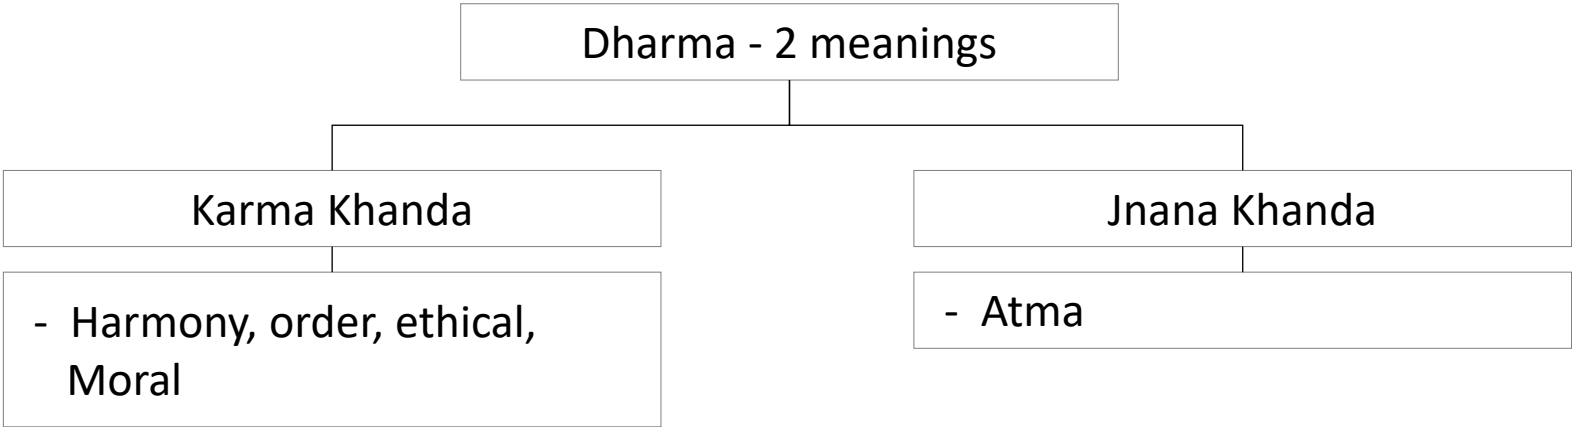 Dharma - 2 meanings
Karma Khanda
Jnana Khanda
- Harmony, order, ethical,
Moral
- Atma